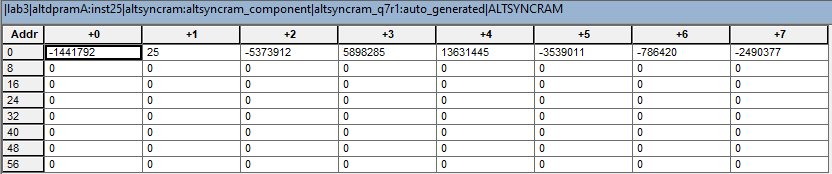 |lab3|altdpramA:inst25|altsyncram:altsyncram_component|altsyncram_q7r1:auto_generated|ALTSYNCRAM
Addr +0 +1 +2 +3 +4 +5 +6 +7
0 -1441792 25 -5373912 5898285 13631445 -3539011 -786420 -2490377
8 0 0 0 0 0 0 0 0
16 0 0 0 0 0 0 0 0
24 0 0 0 0 0 0 0 0
32 0 0 0 0 0 0 0 0
40 0 0 0 0 0 0 0 0
48 0 0 0 0 0 0 0 0
56 0 0 0 0 0 0 0 0